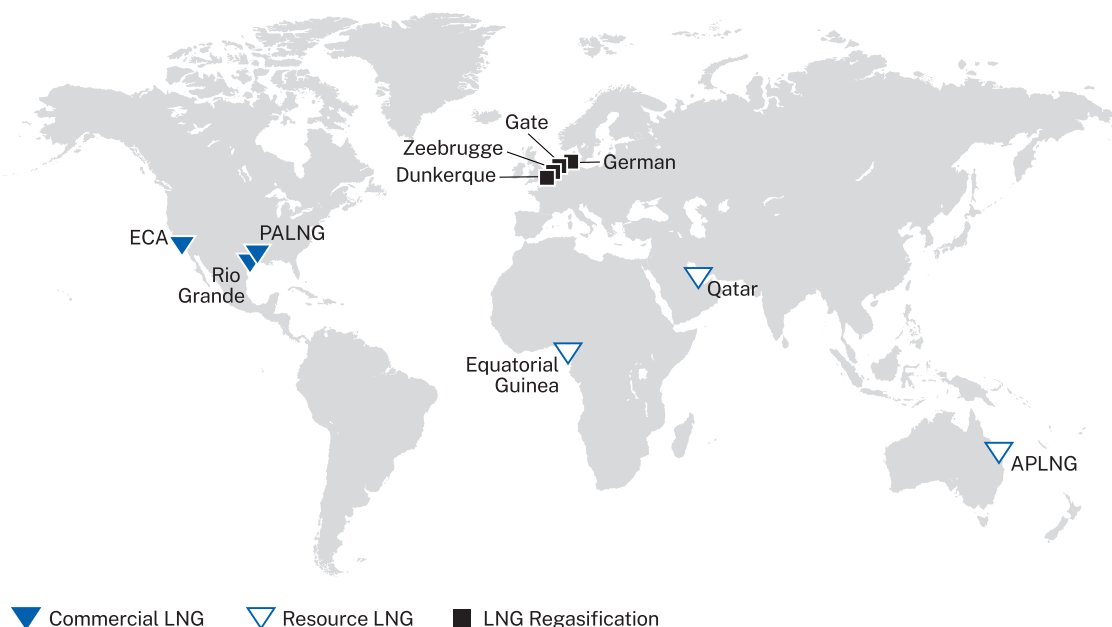 Gate
Zeebrugge
German
Dunkerque
ECA
PALNG
Rio
Grande
Qatar
Equatorial
Guinea
APLNG
Commercial LNG
Resource LNG
LNG Regasification